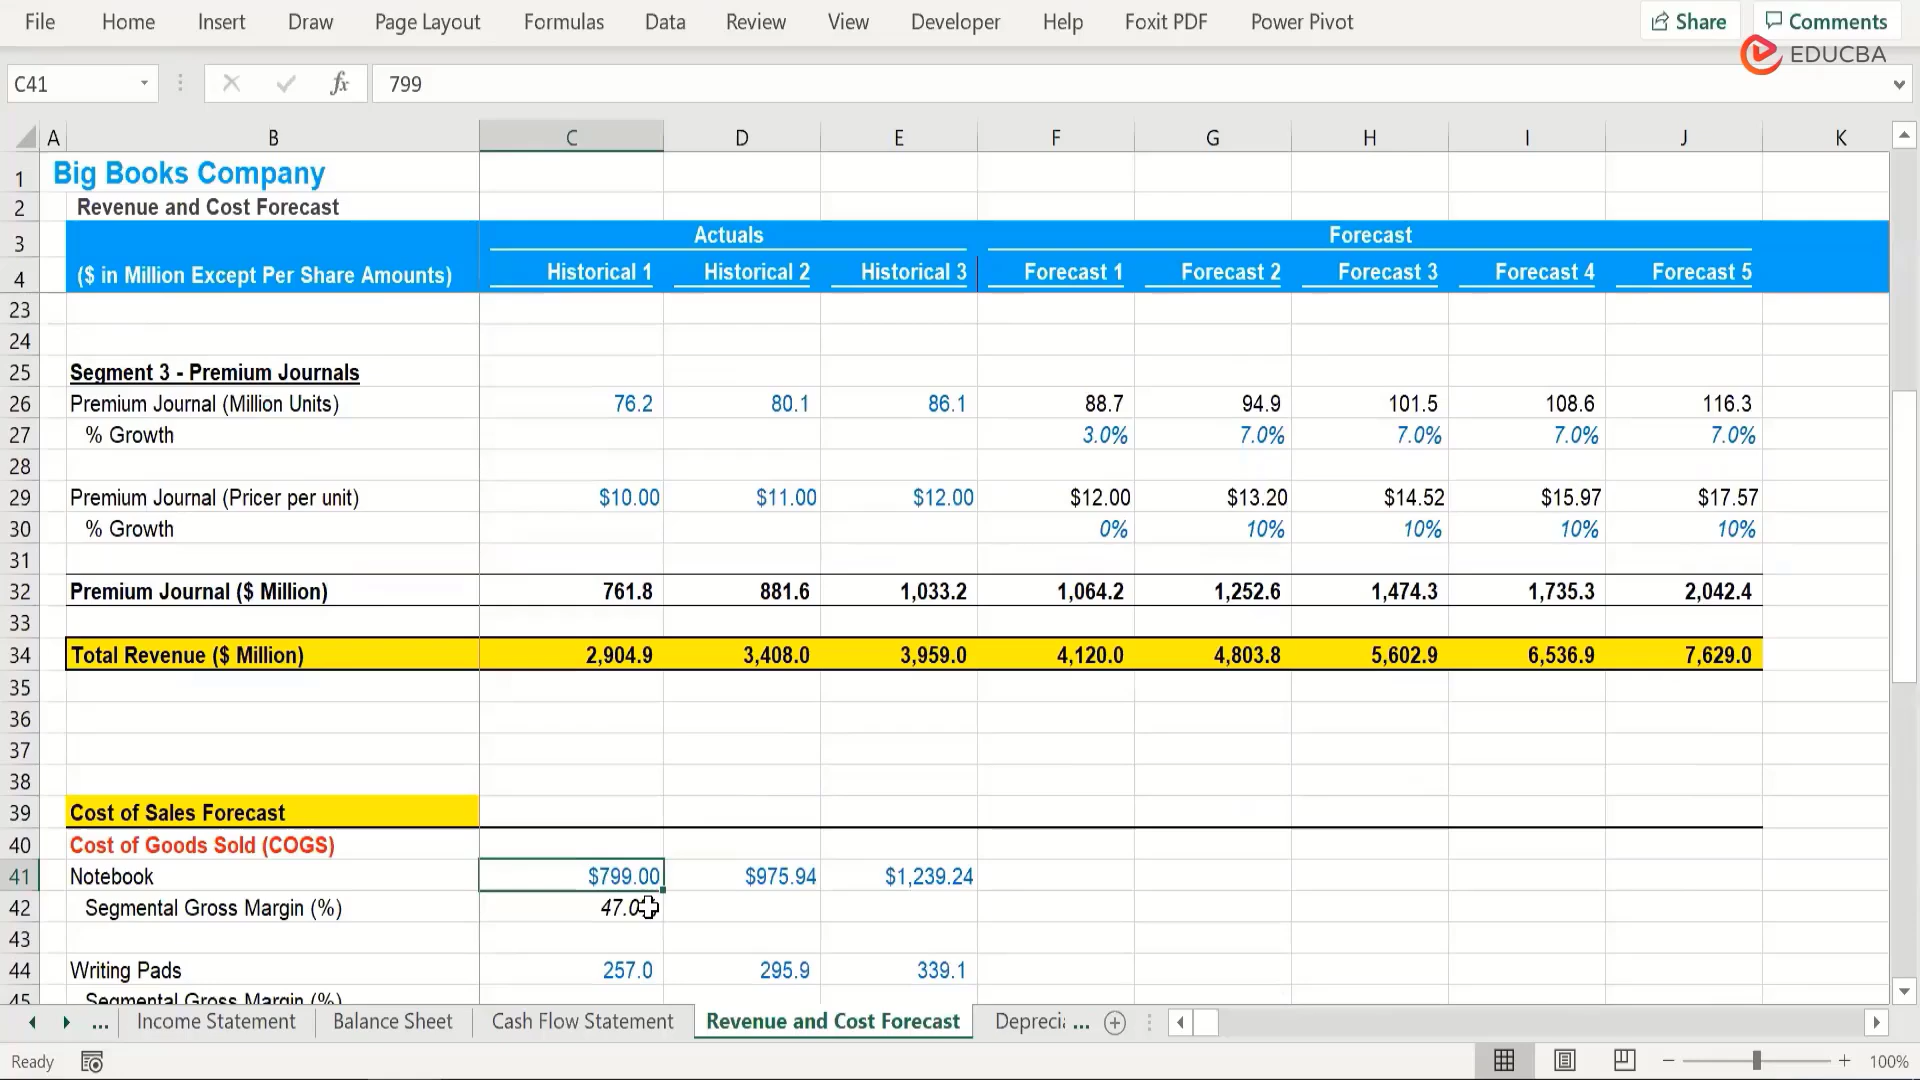 File Home Insert Draw Page Layout Formulas Data Review View Developer Help Foxit PDF Power Pivot Share Comments
EDUCBA
C41 fx 799
A B C D E F G H I J K
1 Big Books Company
2 Revenue and Cost Forecast
3 Actuals Forecast
4 ($ in Million Except Per Share Amounts) Historical 1 Historical 2 Historical 3 Forecast 1 Forecast 2 Forecast 3 Forecast 4 Forecast 5
23
24
25 Segment 3 - Premium Journals
26 Premium Journal (Million Units) 76.2 80.1 86.1 88.7 94.9 101.5 108.6 116.3
27 % Growth 3.0% 7.0% 7.0% 7.0% 7.0%
28
29 Premium Journal (Pricer per unit) $10.00 $11.00 $12.00 $12.00 $13.20 $14.52 $15.97 $17.57
30 % Growth 0% 10% 10% 10% 10%
31
32 Premium Journal ($ Million) 761.8 881.6 1,033.2 1,064.2 1,252.6 1,474.3 1,735.3 2,042.4
33
34 Total Revenue ($ Million) 2,904.9 3,408.0 3,959.0 4,120.0 4,803.8 5,602.9 6,536.9 7,629.0
35
36
37
38
39 Cost of Sales Forecast
40 Cost of Goods Sold (COGS)
41 Notebook $799.00 $975.94 $1,239.24
42 Segmental Gross Margin (%) 47.0
43
44 Writing Pads 257.0 295.9 339.1
45 Segmental Gross Margin (%)
... Income Statement Balance Sheet Cash Flow Statement Revenue and Cost Forecast Depreci ...
Ready 100%